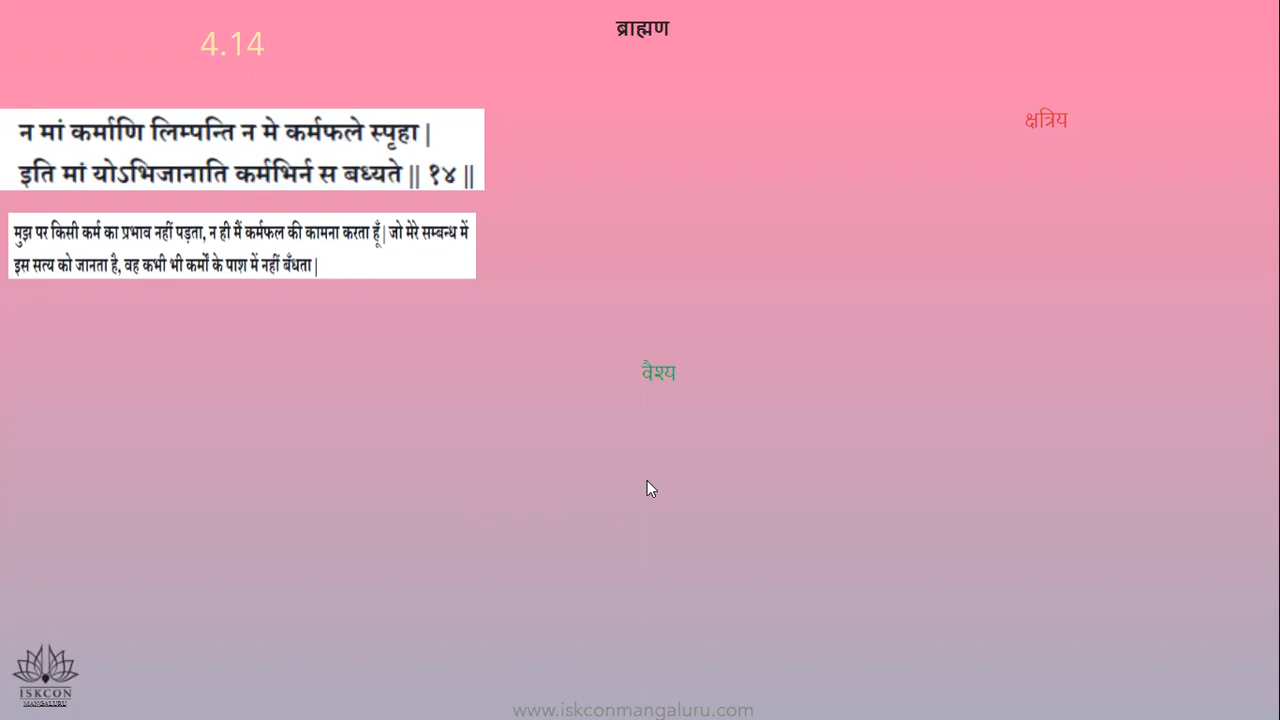 4.14
ब्राह्मण
क्षत्रिय
न मां कर्माणि लिम्पन्ति न मे कर्मफले स्पृहा |
इति मां योऽभिजानाति कर्मभिर्न स बध्यते || १४ ||
मुझ पर किसी कर्म का प्रभाव नहीं पड़ता, न ही मैं कर्मफल की कामना करता हूँ | जो मेरे सम्बन्ध में
इस सत्य को जानता है, वह कभी भी कर्मों के पाश में नहीं बँधता |
वैश्य
ISKCON
MANGALURU
www.iskconmangaluru.com